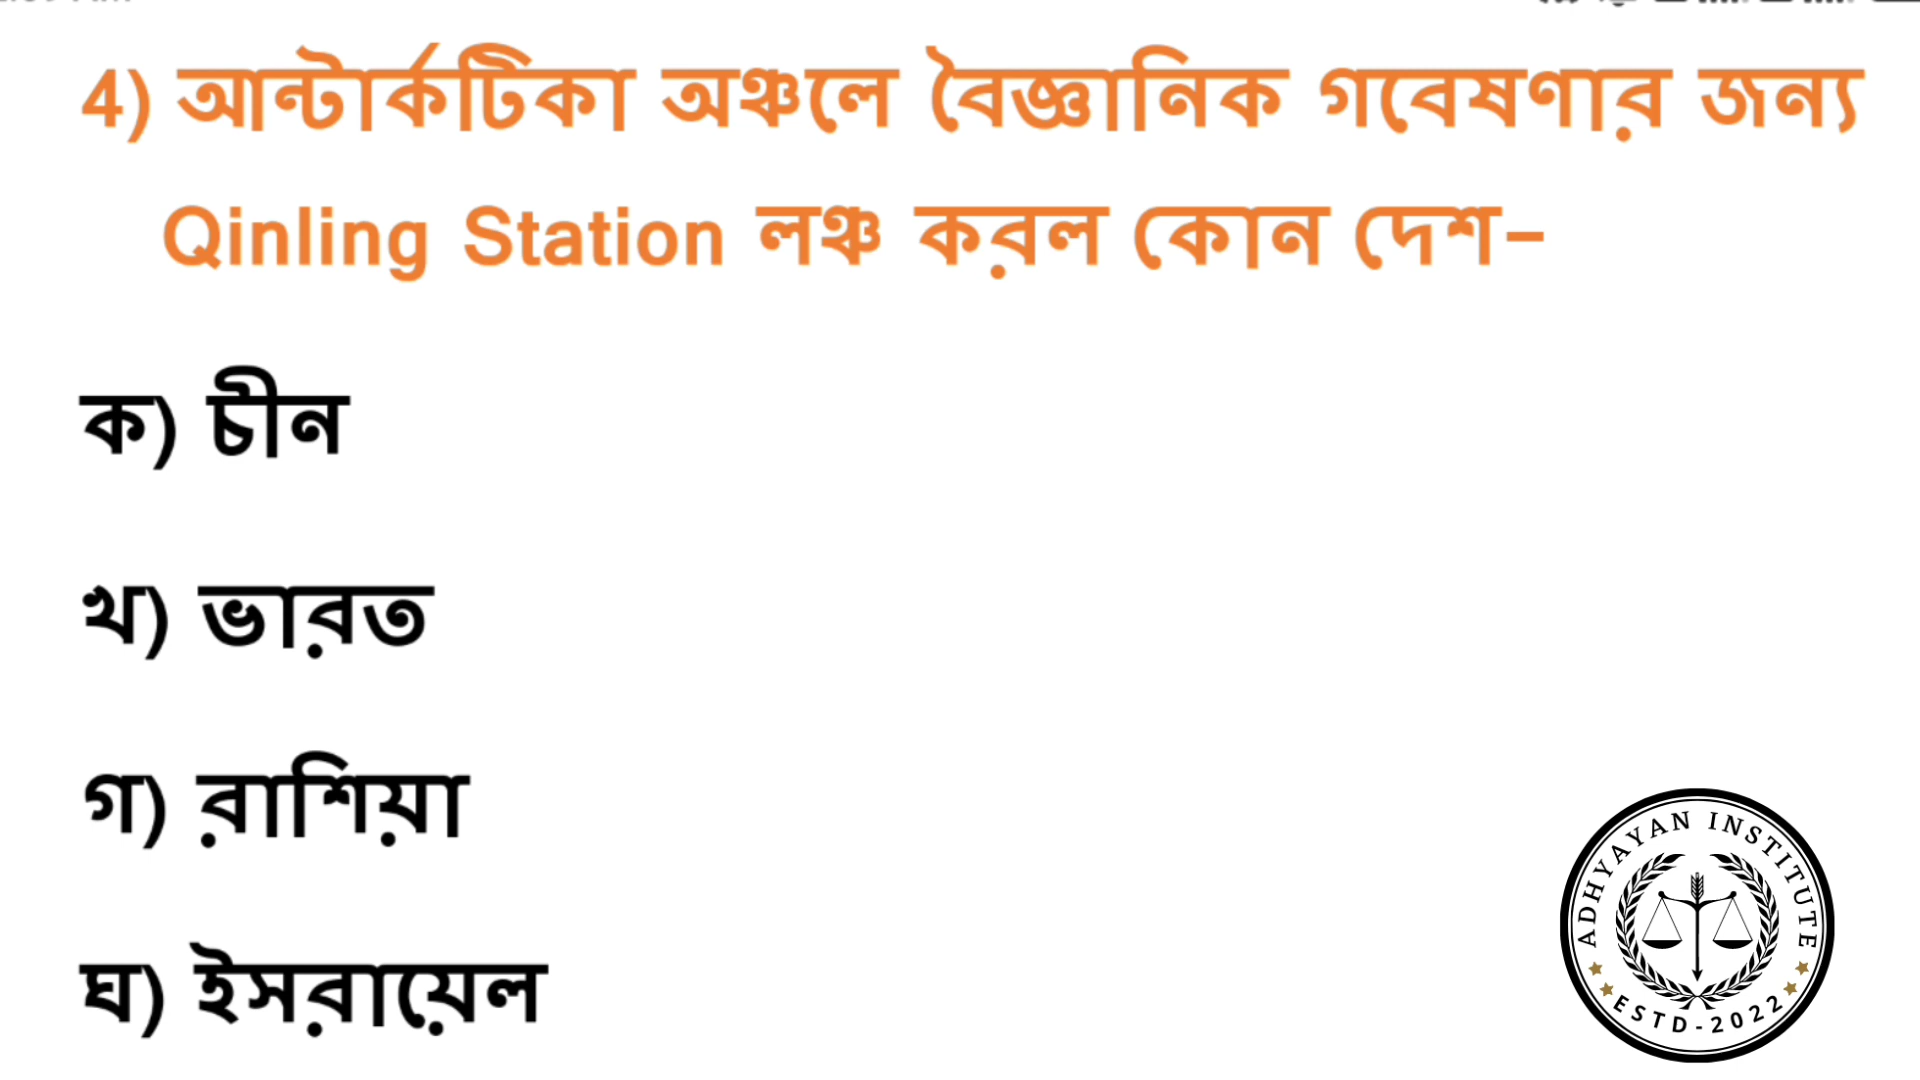 4) আন্টার্কটিকা অঞ্চলে বৈজ্ঞানিক গবেষণার জন্য
Qinling Station লঞ্চ করল কোন দেশ-
ক) চীন
খ) ভারত
গ) রাশিয়া
ঘ) ইসরায়েল
ADHYAYAN INSTITUTE
ESTD-2022